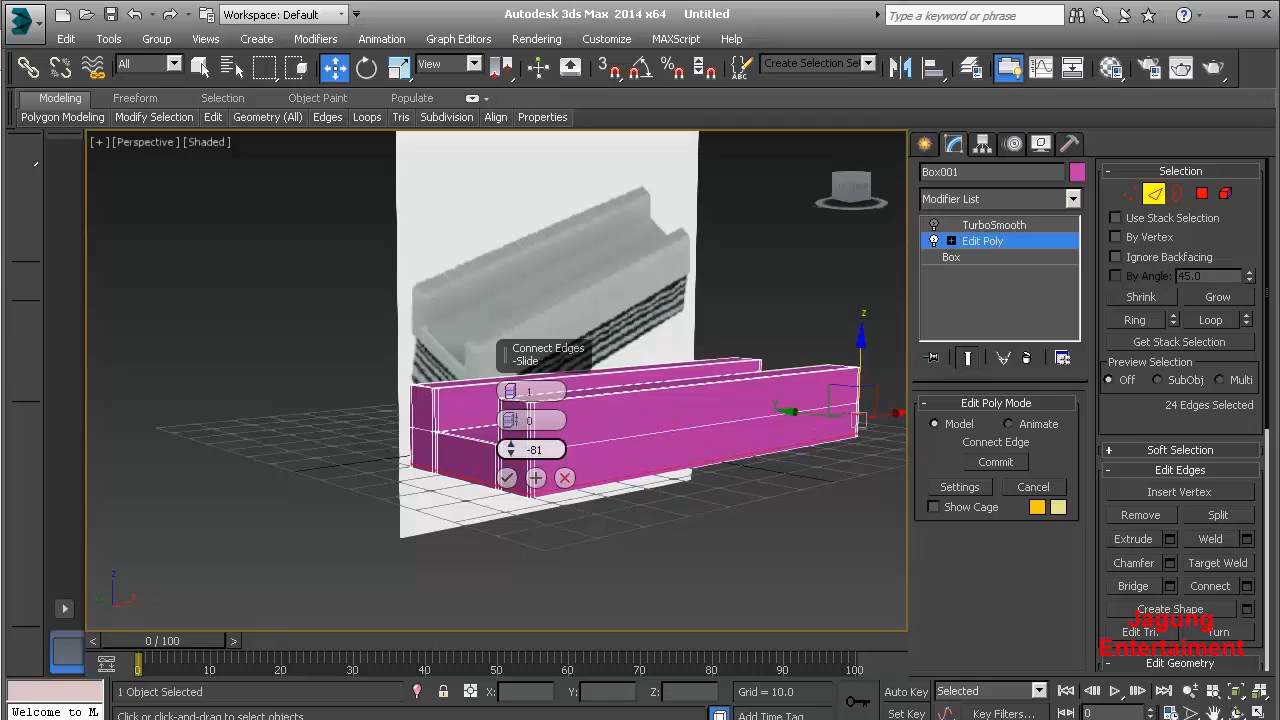 Workspace: Default
Autodesk 3ds Max 2014 x64 Untitled
Type a keyword or phrase
Edit Tools Group Views Create Modifiers Animation Graph Editors Rendering Customize MAXScript Help
All
View
3
Create Selection Se
Modeling Freeform Selection Object Paint Populate
Polygon Modeling Modify Selection Edit Geometry (All) Edges Loops Tris Subdivision Align Properties
[ + ] [Perspective ] [Shaded ]
Box001
Modifier List
TurboSmooth
Edit Poly
Box
Selection
Use Stack Selection
By Vertex
Ignore Backfacing
By Angle: 45.0
Shrink Grow
Ring Loop
Get Stack Selection
Preview Selection
Off SubObj Multi
24 Edges Selected
Connect Edges
-Slide
1
0
-81
z
y
Edit Poly Mode
Model Animate
Connect Edge
Commit
Settings Cancel
Show Cage
Soft Selection
Edit Edges
Insert Vertex
Remove Split
Extrude Weld
Chamfer Target Weld
Bridge Connect
Create Shape
Edit Tri. Turn
Jagung
Entertaiment
Edit Geometry
z
x
0 / 100
0 10 20 30 40 50 60 70 80 90 100
1 Object Selected
X: Y: Z:
Grid = 10.0
Auto Key Selected
Welcome to M
Click or click-and-drag to select objects
Add Time Tag
Set Key Key Filters...
0